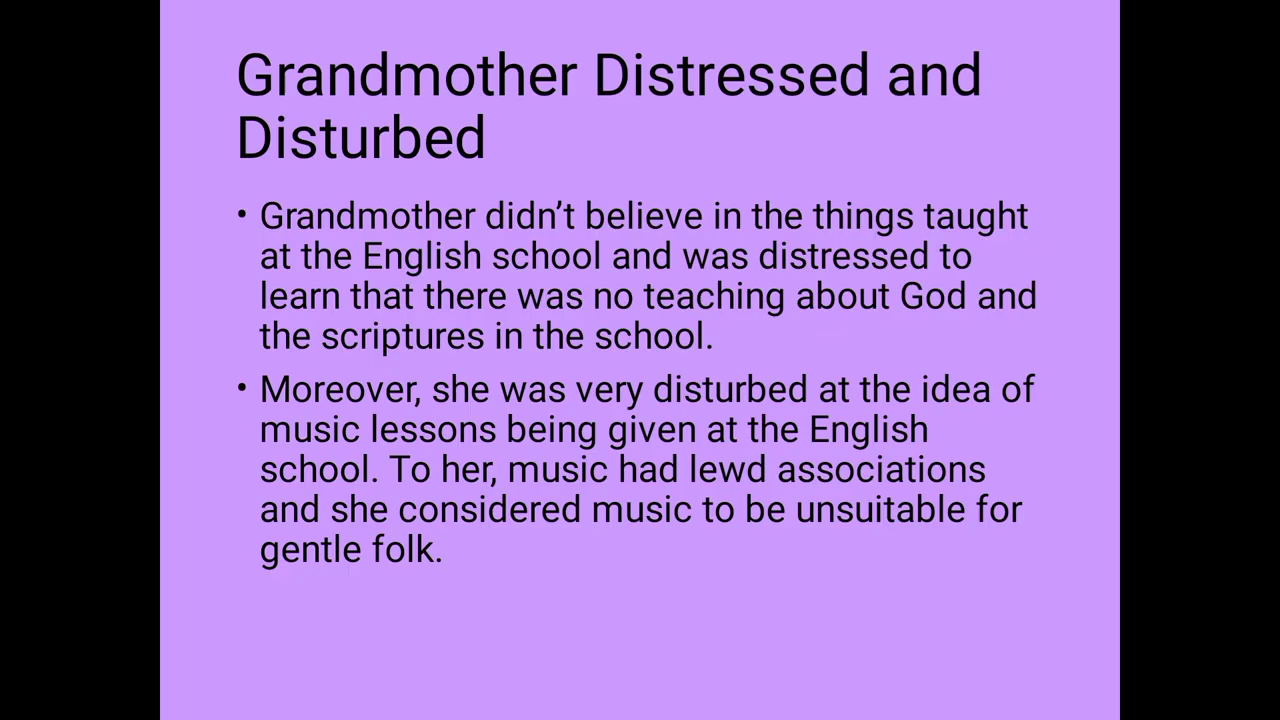 Grandmother Distressed and
Disturbed
• Grandmother didn’t believe in the things taught
at the English school and was distressed to
learn that there was no teaching about God and
the scriptures in the school.
• Moreover, she was very disturbed at the idea of
music lessons being given at the English
school. To her, music had lewd associations
and she considered music to be unsuitable for
gentle folk.